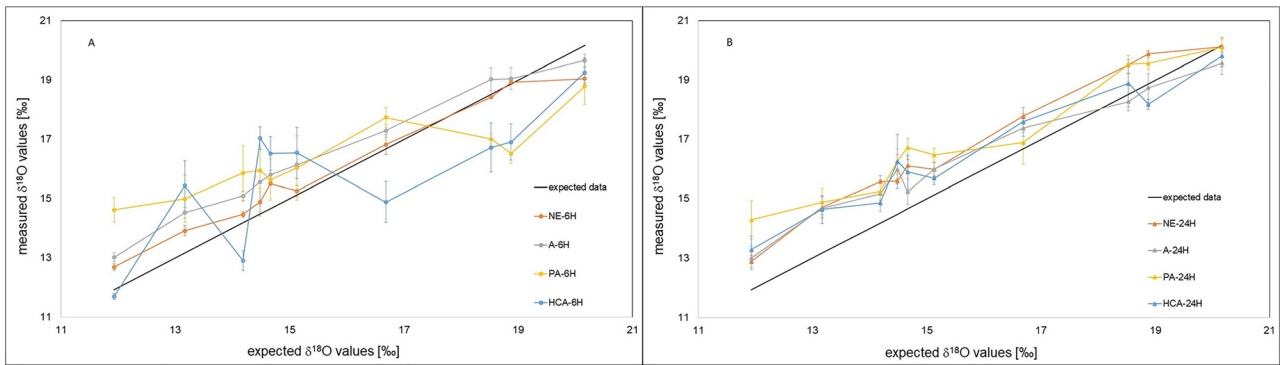 A
21
19
17
15
13
11
measured δ18O values [‰]
expected data
NE-6H
A-6H
PA-6H
HCA-6H
11 13 15 17 19 21
expected δ18O values [‰]
B
21
19
17
15
13
11
measured δ18O values [‰]
expected data
NE-24H
A-24H
PA-24H
HCA-24H
11 13 15 17 19 21
expected δ18O values [‰]